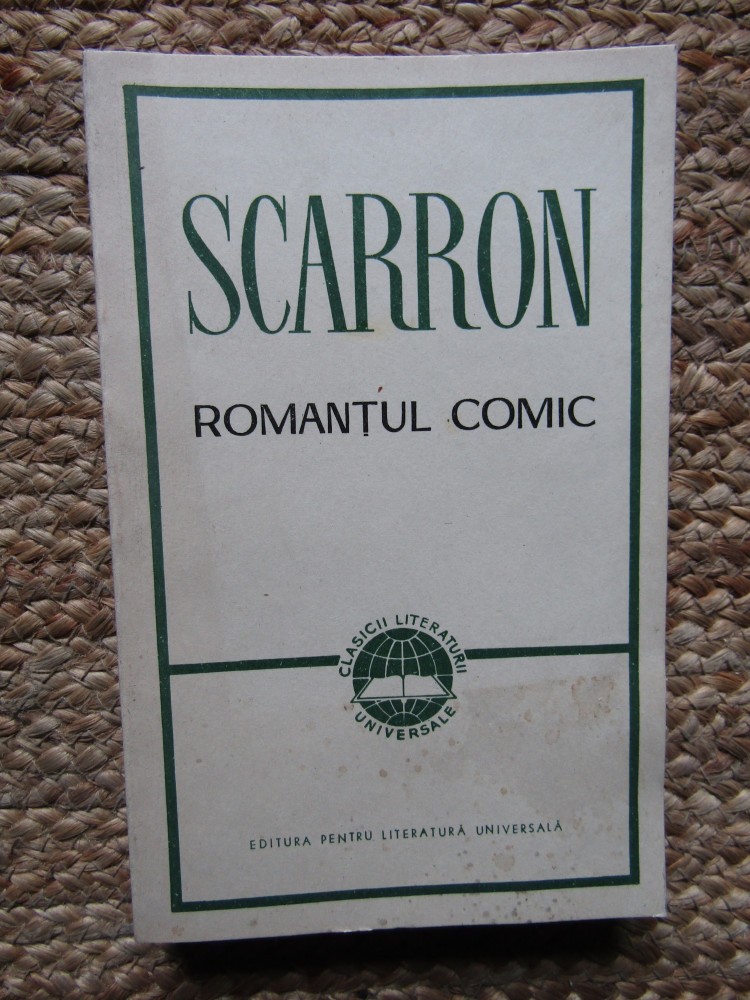 SCARRON
ROMANȚUL COMIC
CLASICII LITERATURII
UNIVERSALE
EDITURA PENTRU LITERATURĂ UNIVERSALĂ